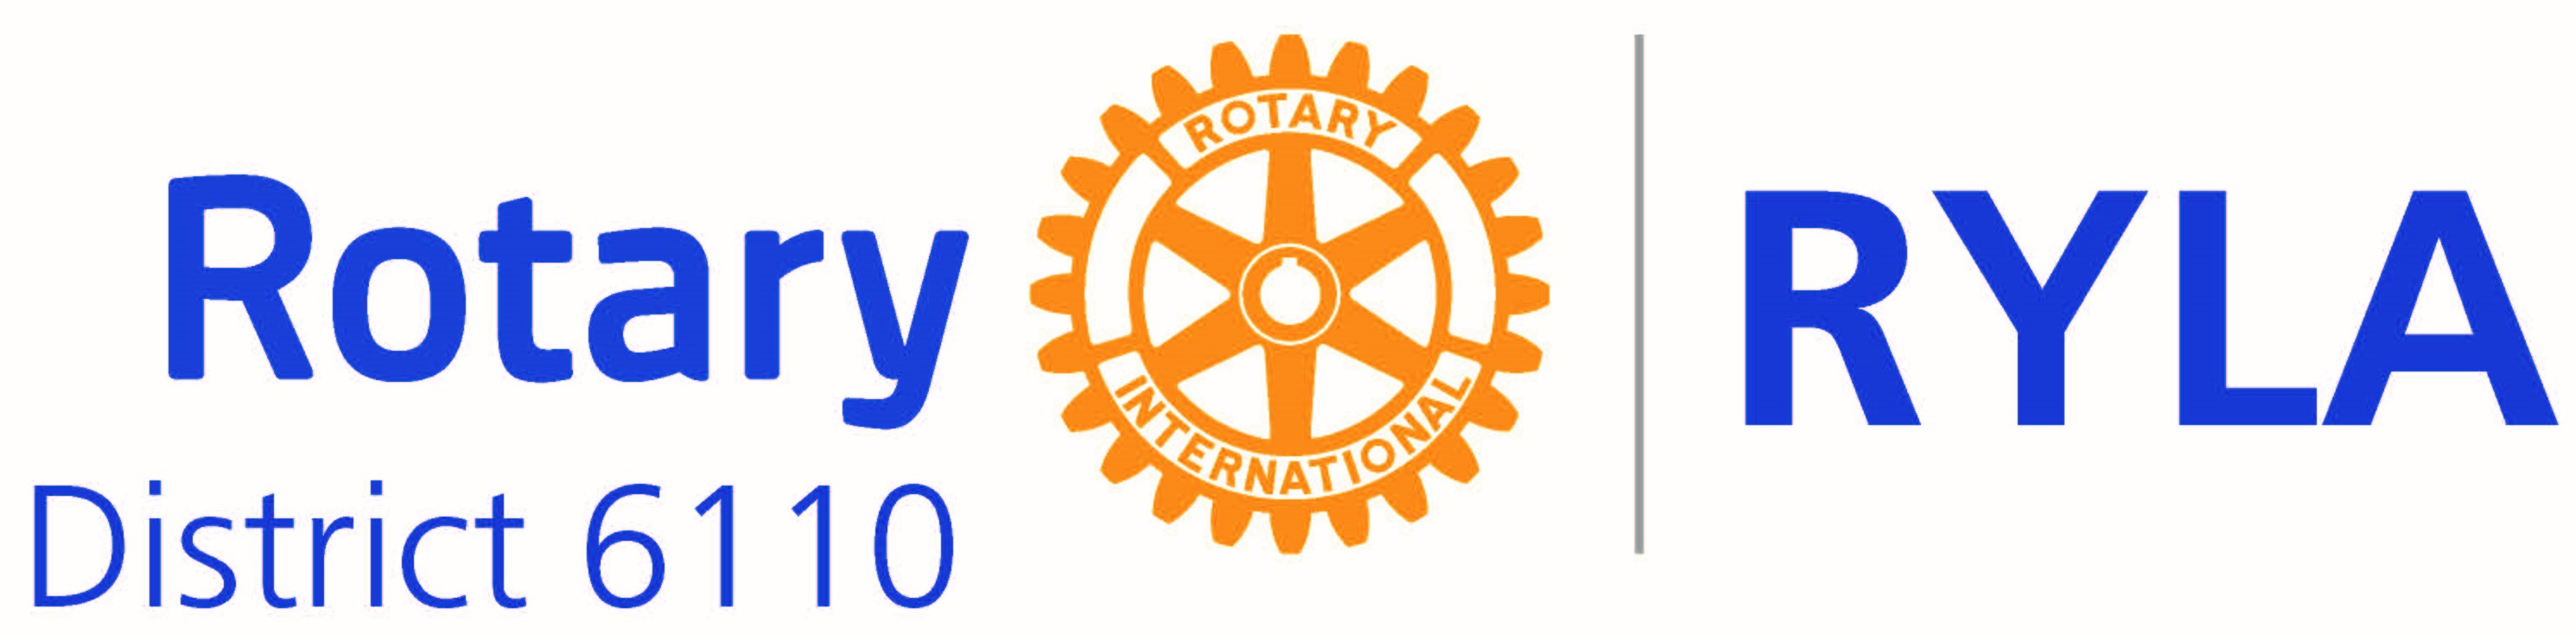 Rotary
District 6110
ROTARY
INTERNATIONAL
RYLA